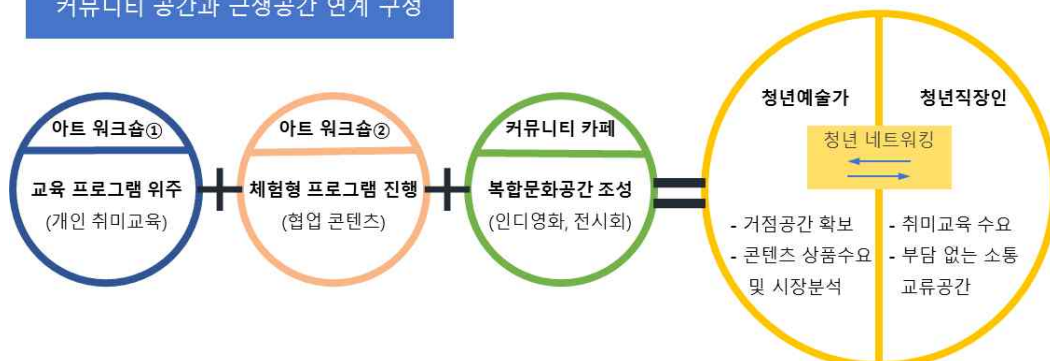 커뮤니티 공간과 근생공간 연계 구성
아트 워크숍①
교육 프로그램 위주
(개인 취미교육)
아트 워크숍②
체험형 프로그램 진행
(협업 콘텐츠)
커뮤니티 카페
복합문화공간 조성
(인디영화, 전시회)
청년예술가
청년직장인
청년 네트워킹
- 거점공간 확보
- 콘텐츠 상품수요
및 시장분석
- 취미교육 수요
- 부담 없는 소통
교류공간